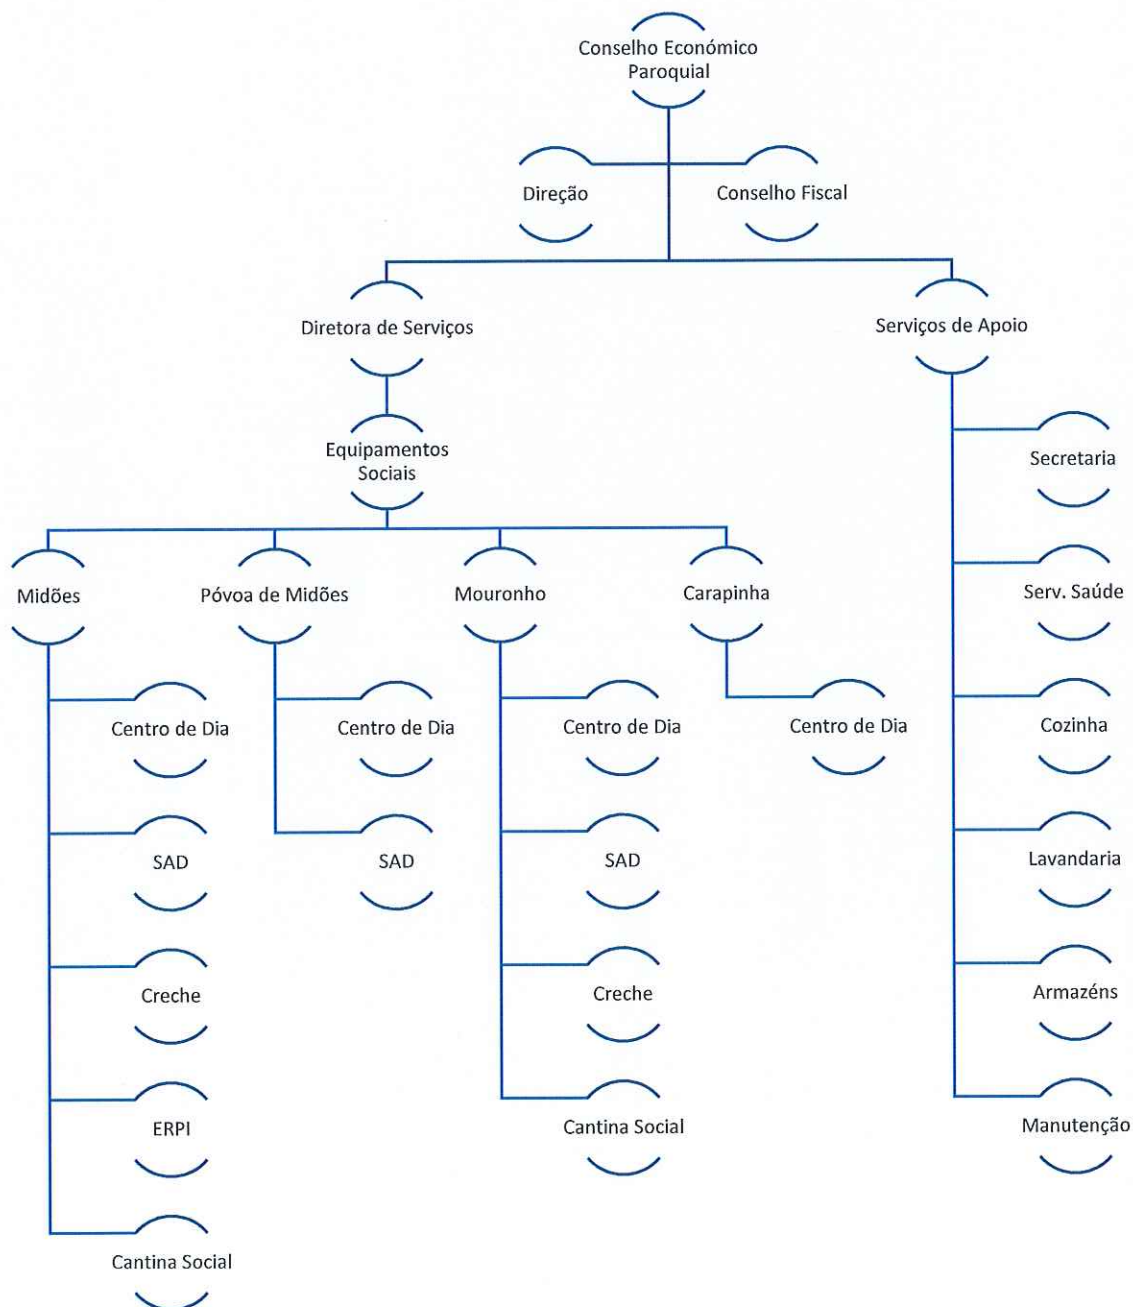 Conselho Económico
Paroquial
Direção
Conselho Fiscal
Diretora de Serviços
Serviços de Apoio
Equipamentos
Sociais
Secretaria
Midões
Póvoa de Midões
Mouronho
Carapinha
Serv. Saúde
Centro de Dia
Centro de Dia
Centro de Dia
Centro de Dia
Cozinha
SAD
SAD
SAD
Lavandaria
Creche
Creche
Armazéns
ERPI
Cantina Social
Manutenção
Cantina Social